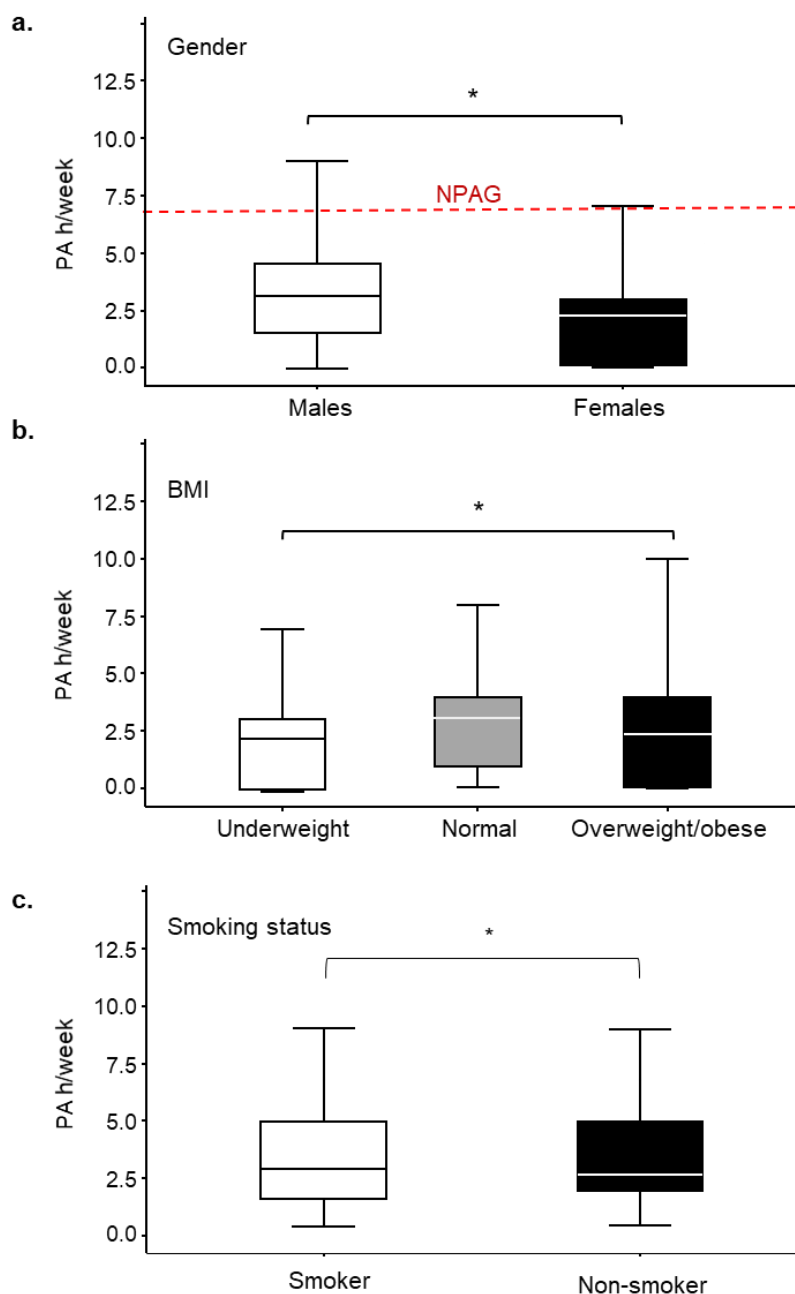 a.
Gender
*
NPAG
PA h/week
12.5
10.0
7.5
5.0
2.5
0.0
Males Females
b.
BMI
*
PA h/week
12.5
10.0
7.5
5.0
2.5
0.0
Underweight Normal Overweight/obese
c.
Smoking status
*
PA h/week
12.5
10.0
7.5
5.0
2.5
0.0
Smoker Non-smoker